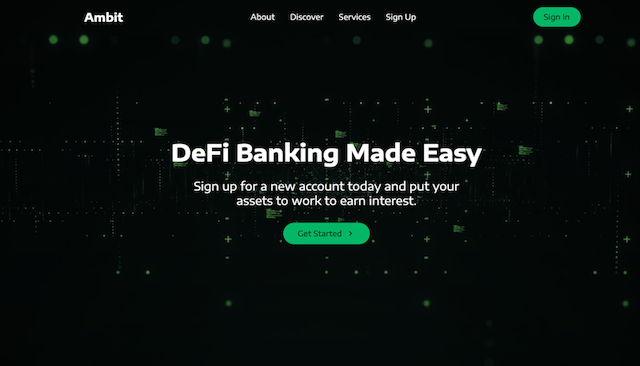 Ambit
About Discover Services Sign Up
Sign In
DeFi Banking Made Easy
Sign up for a new account today and put your
assets to work to earn interest.
Get Started